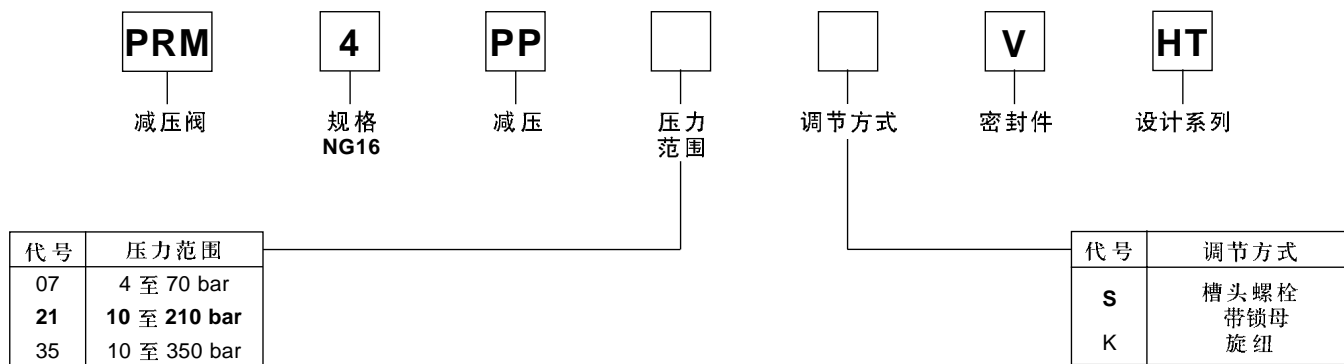 PRM 4 PP V HT
减压阀 规格 减压 压力 调节方式 密封件 设计系列
NG16 范围
代号 压力范围
07 4 至 70 bar
21 10 至 210 bar
35 10 至 350 bar
代号 调节方式
S 槽头螺栓
带锁母
K 旋钮